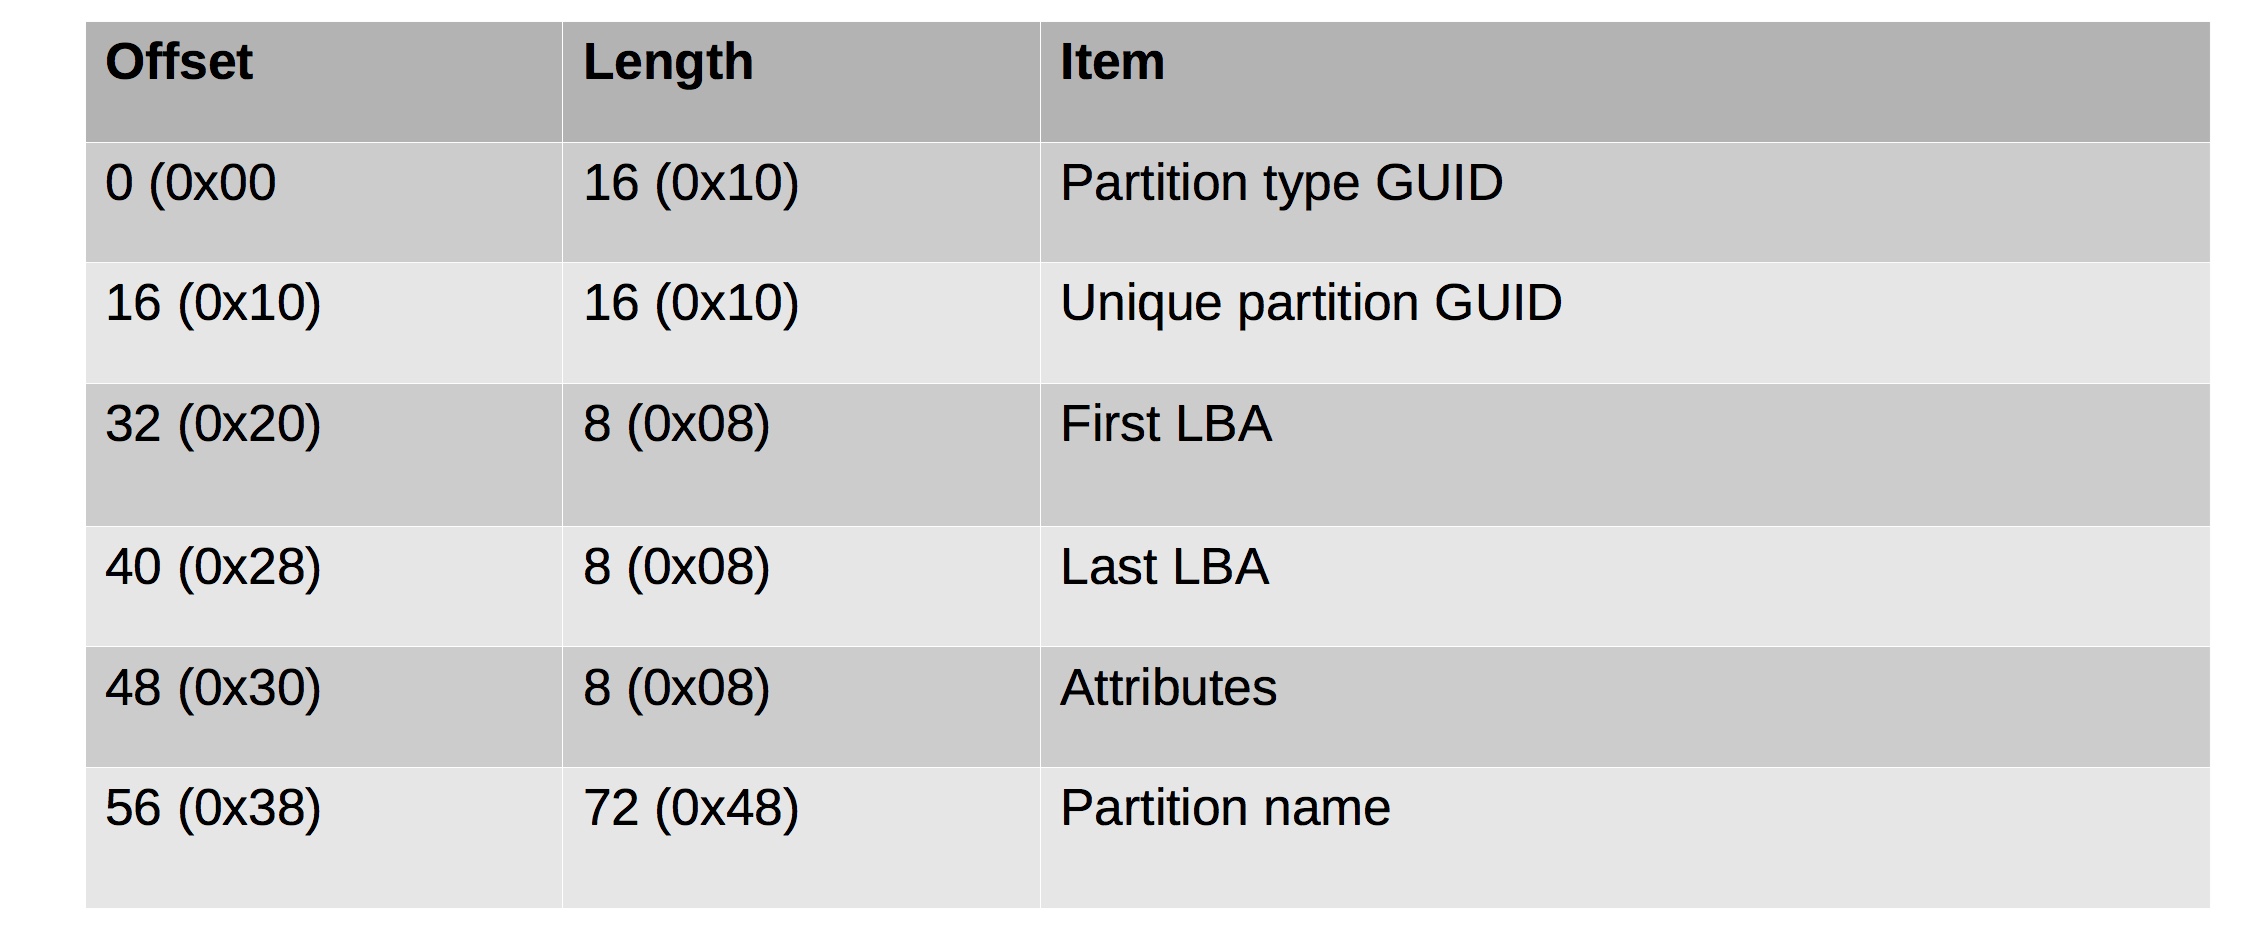 Offset Length Item
0 (0x00 16 (0x10) Partition type GUID
16 (0x10) 16 (0x10) Unique partition GUID
32 (0x20) 8 (0x08) First LBA
40 (0x28) 8 (0x08) Last LBA
48 (0x30) 8 (0x08) Attributes
56 (0x38) 72 (0x48) Partition name